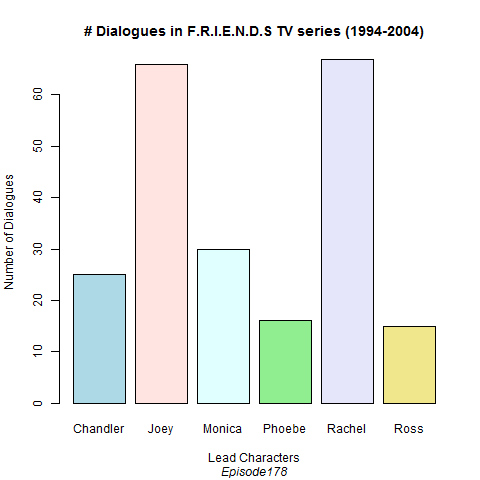 # Dialogues in F.R.I.E.N.D.S TV series (1994-2004)
Number of Dialogues
60
50
40
30
20
10
0
Chandler Joey Monica Phoebe Rachel Ross
Lead Characters
Episode178